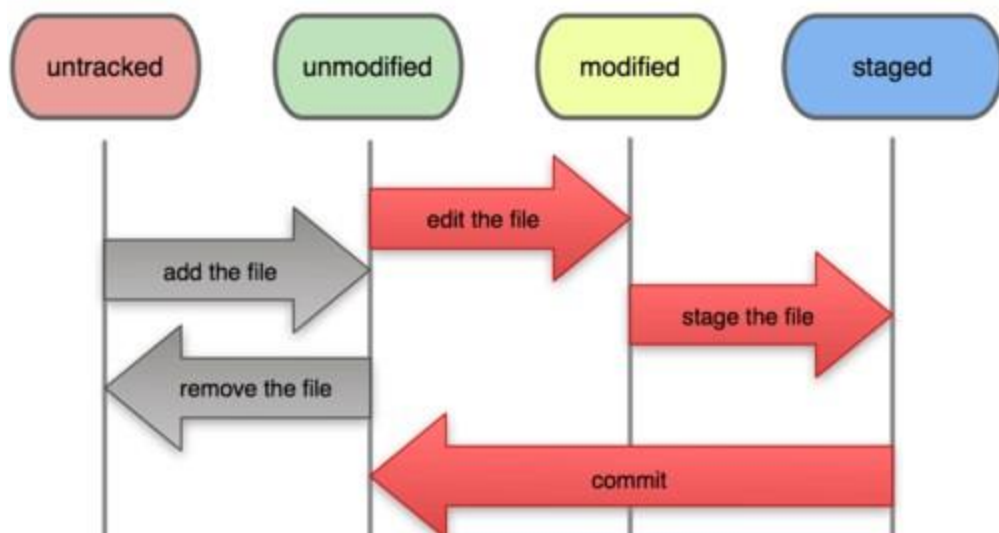 untracked
unmodified
modified
staged
edit the file
add the file
stage the file
remove the file
commit